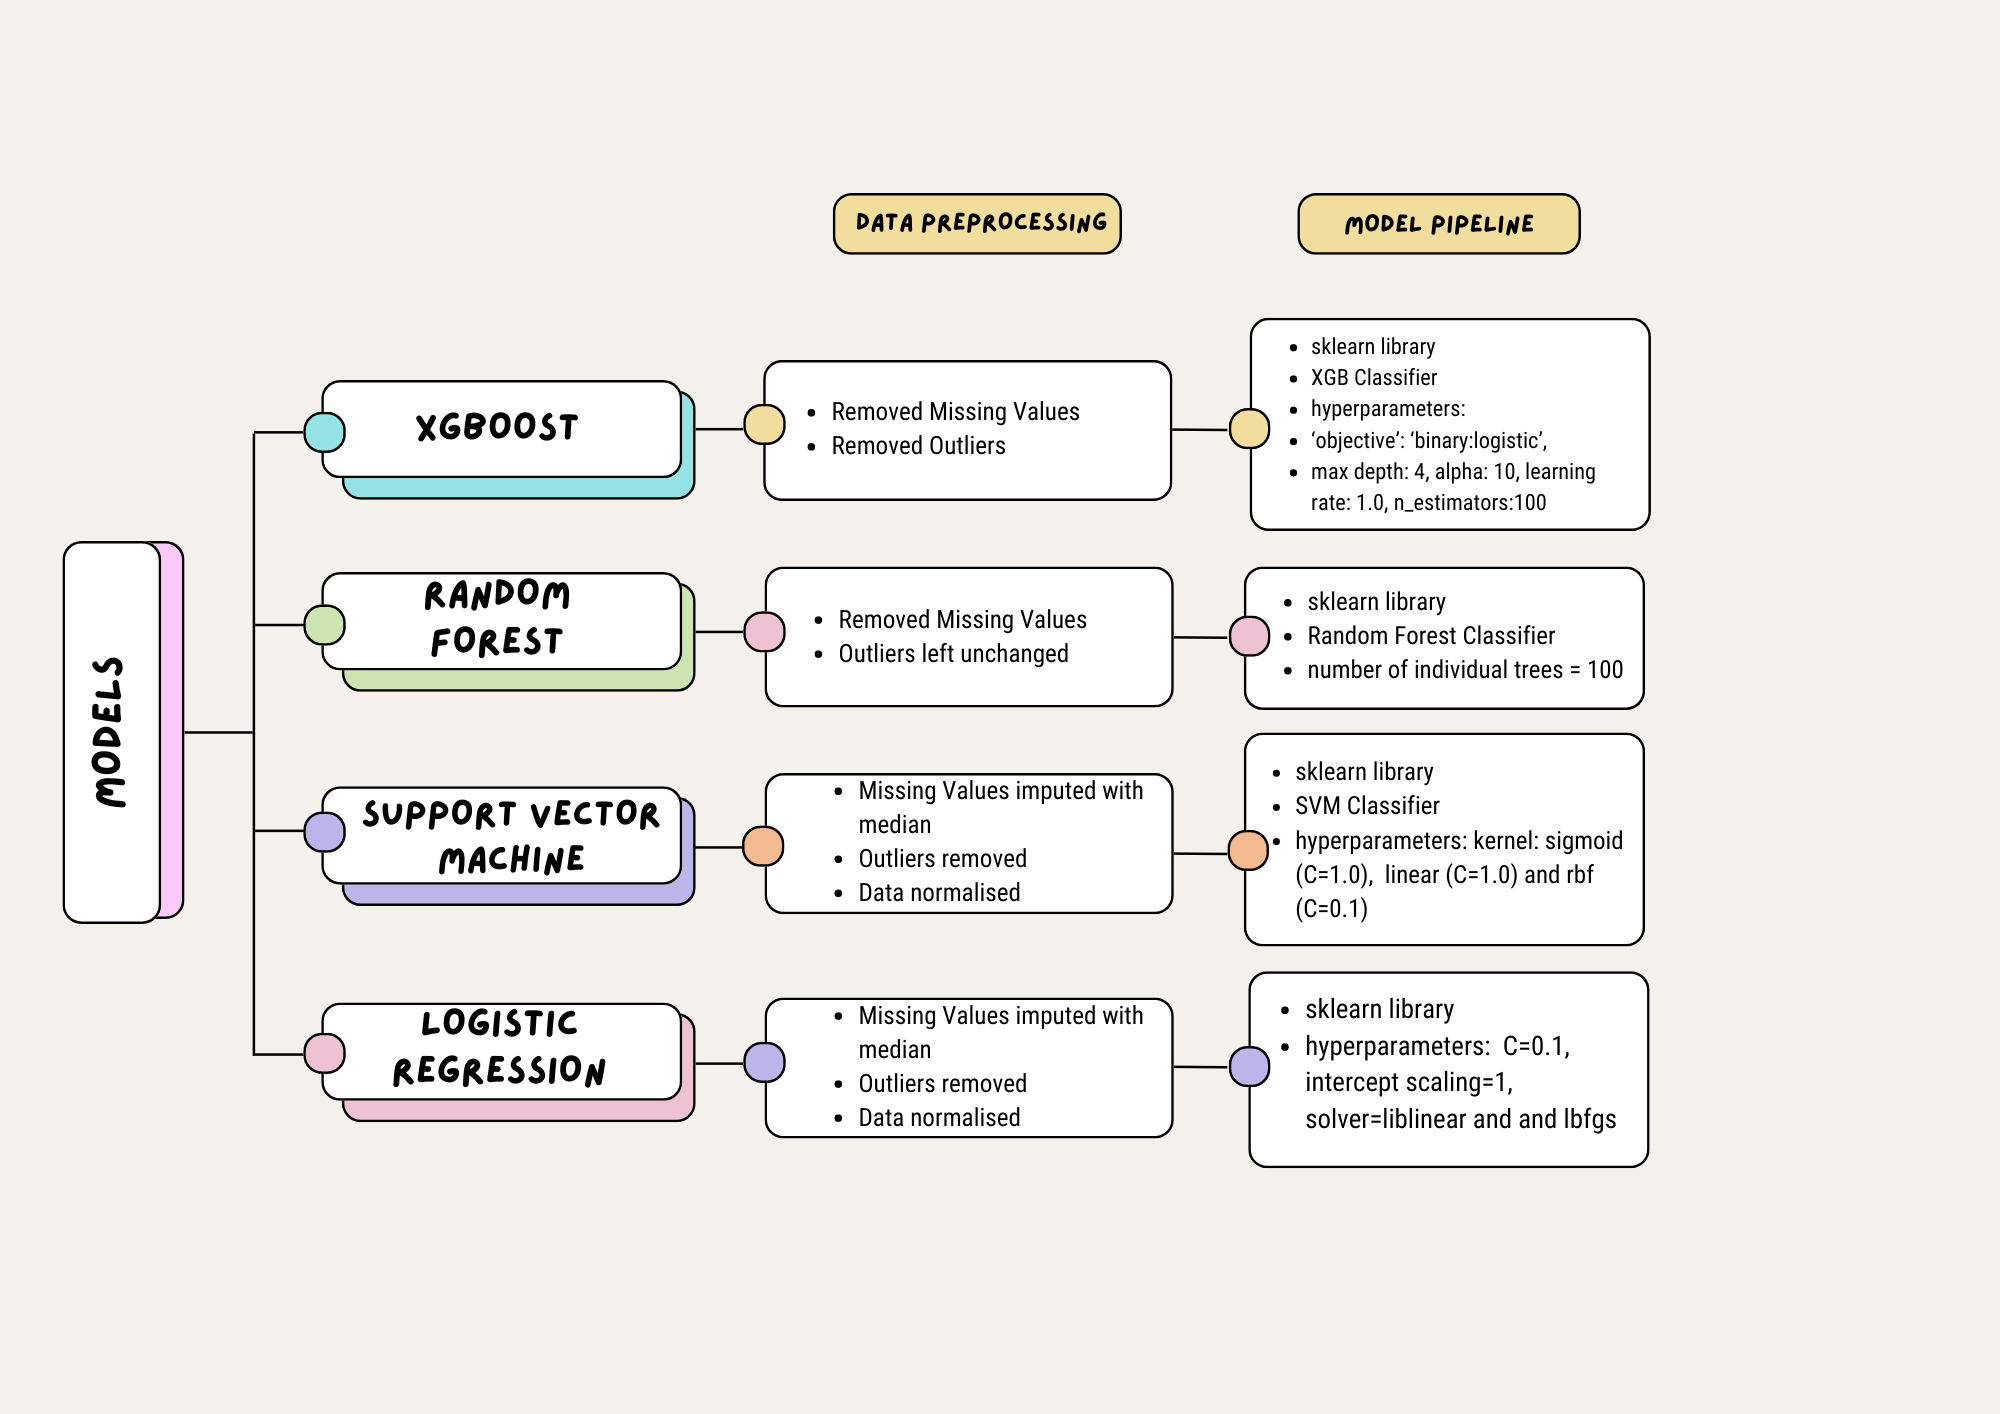 DATA PREPROCESSING
MODEL PIPELINE
MODELS
XGBOOST
• Removed Missing Values
• Removed Outliers
• sklearn library
• XGB Classifier
• hyperparameters:
• ‘objective’: ‘binary:logistic’,
• max depth: 4, alpha: 10, learning
rate: 1.0, n_estimators:100
RANDOM
FOREST
• Removed Missing Values
• Outliers left unchanged
• sklearn library
• Random Forest Classifier
• number of individual trees = 100
SUPPORT VECTOR
MACHINE
• Missing Values imputed with
median
• Outliers removed
• Data normalised
• sklearn library
• SVM Classifier
• hyperparameters: kernel: sigmoid
(C=1.0),  linear (C=1.0) and rbf
(C=0.1)
LOGISTIC
REGRESSION
• Missing Values imputed with
median
• Outliers removed
• Data normalised
• sklearn library
• hyperparameters:  C=0.1,
intercept scaling=1,
solver=liblinear and and lbfgs